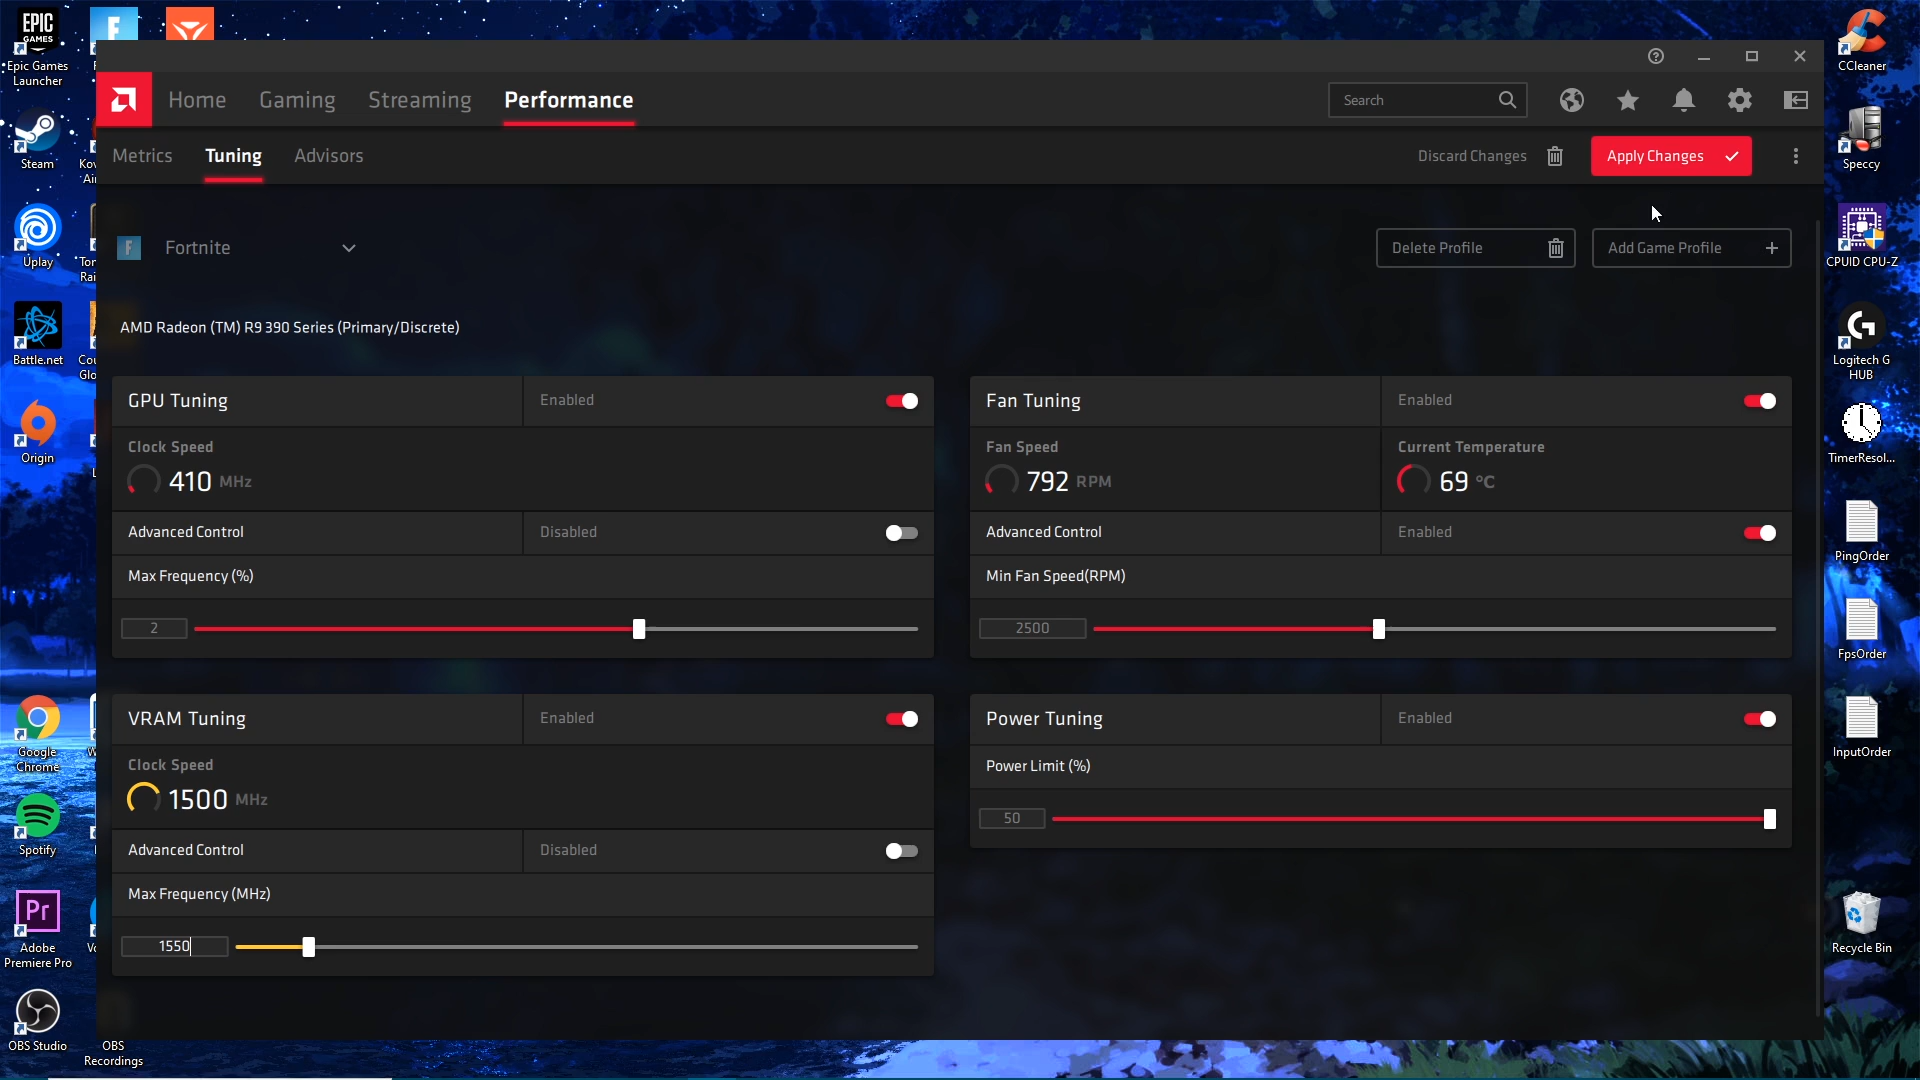 EPIC
GAMES
Epic Games
Launcher
Steam
Uplay
Battle.net
Origin
Google
Chrome
Spotify
Pr
Adobe
Premiere Pro
OBS Studio
OBS
Recordings
Home
Gaming
Streaming
Performance
Search
Metrics
Tuning
Advisors
Discard Changes
Apply Changes
F
Fortnite
Delete Profile
Add Game Profile
AMD Radeon (TM) R9 390 Series (Primary/Discrete)
GPU Tuning
Enabled
Clock Speed
410 MHz
Advanced Control
Disabled
Max Frequency (%)
2
Fan Tuning
Enabled
Fan Speed
792 RPM
Current Temperature
69 °C
Advanced Control
Enabled
Min Fan Speed(RPM)
2500
VRAM Tuning
Enabled
Clock Speed
1500 MHz
Advanced Control
Disabled
Max Frequency (MHz)
1550
Power Tuning
Enabled
Power Limit (%)
50
CCleaner
Speccy
CPUID CPU-Z
Logitech G
HUB
TimerResol...
PingOrder
FpsOrder
InputOrder
Recycle Bin